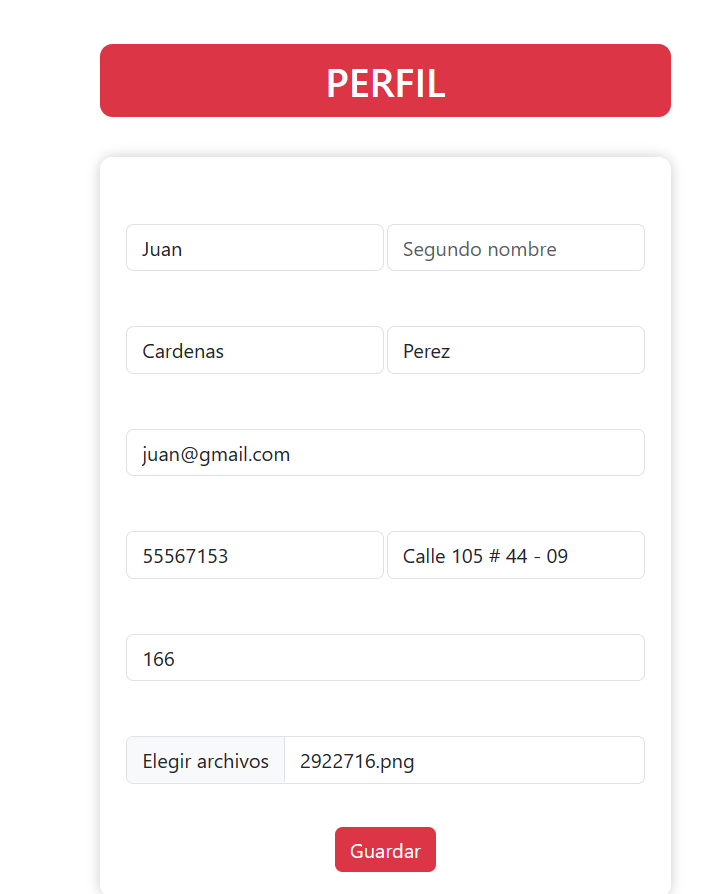 PERFIL
Juan Segundo nombre
Cardenas Perez
juan@gmail.com
55567153 Calle 105 # 44 - 09
166
Elegir archivos 2922716.png
Guardar